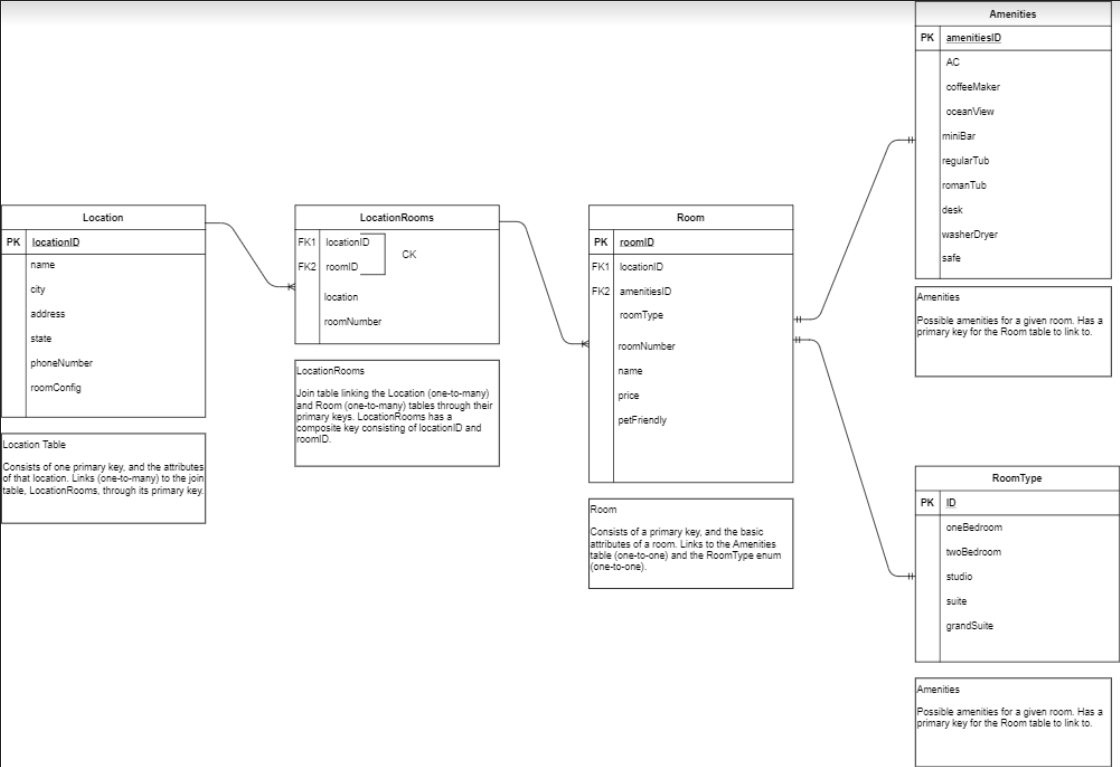 Location
PK locationID
name
city
address
state
phoneNumber
roomConfig
Location Table
Consists of one primary key, and the attributes
of that location. Links (one-to-many) to the join
table, LocationRooms, through its primary key.
LocationRooms
FK1 locationID
CK
FK2 roomID
location
roomNumber
LocationRooms
Join table linking the Location (one-to-many)
and Room (one-to-many) tables through their
primary keys. LocationRooms has a
composite key consisting of locationID and
roomID.
Room
PK roomID
FK1 locationID
FK2 amenitiesID
roomType
roomNumber
name
price
petFriendly
Room
Consists of a primary key, and the basic
attributes of a room. Links to the Amenities
table (one-to-one) and the RoomType enum
(one-to-one).
Amenities
PK amenitiesID
AC
coffeeMaker
oceanView
miniBar
regularTub
romanTub
desk
washerDryer
safe
Amenities
Possible amenities for a given room. Has a
primary key for the Room table to link to.
RoomType
PK ID
oneBedroom
twoBedroom
studio
suite
grandSuite
Amenities
Possible amenities for a given room. Has a
primary key for the Room table to link to.